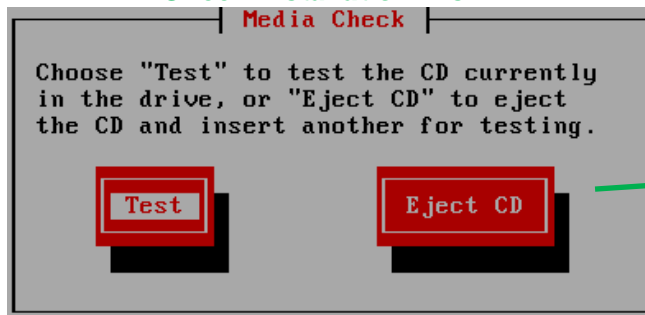 Media Check
Choose "Test" to test the CD currently
in the drive, or "Eject CD" to eject
the CD and insert another for testing.
Test Eject CD